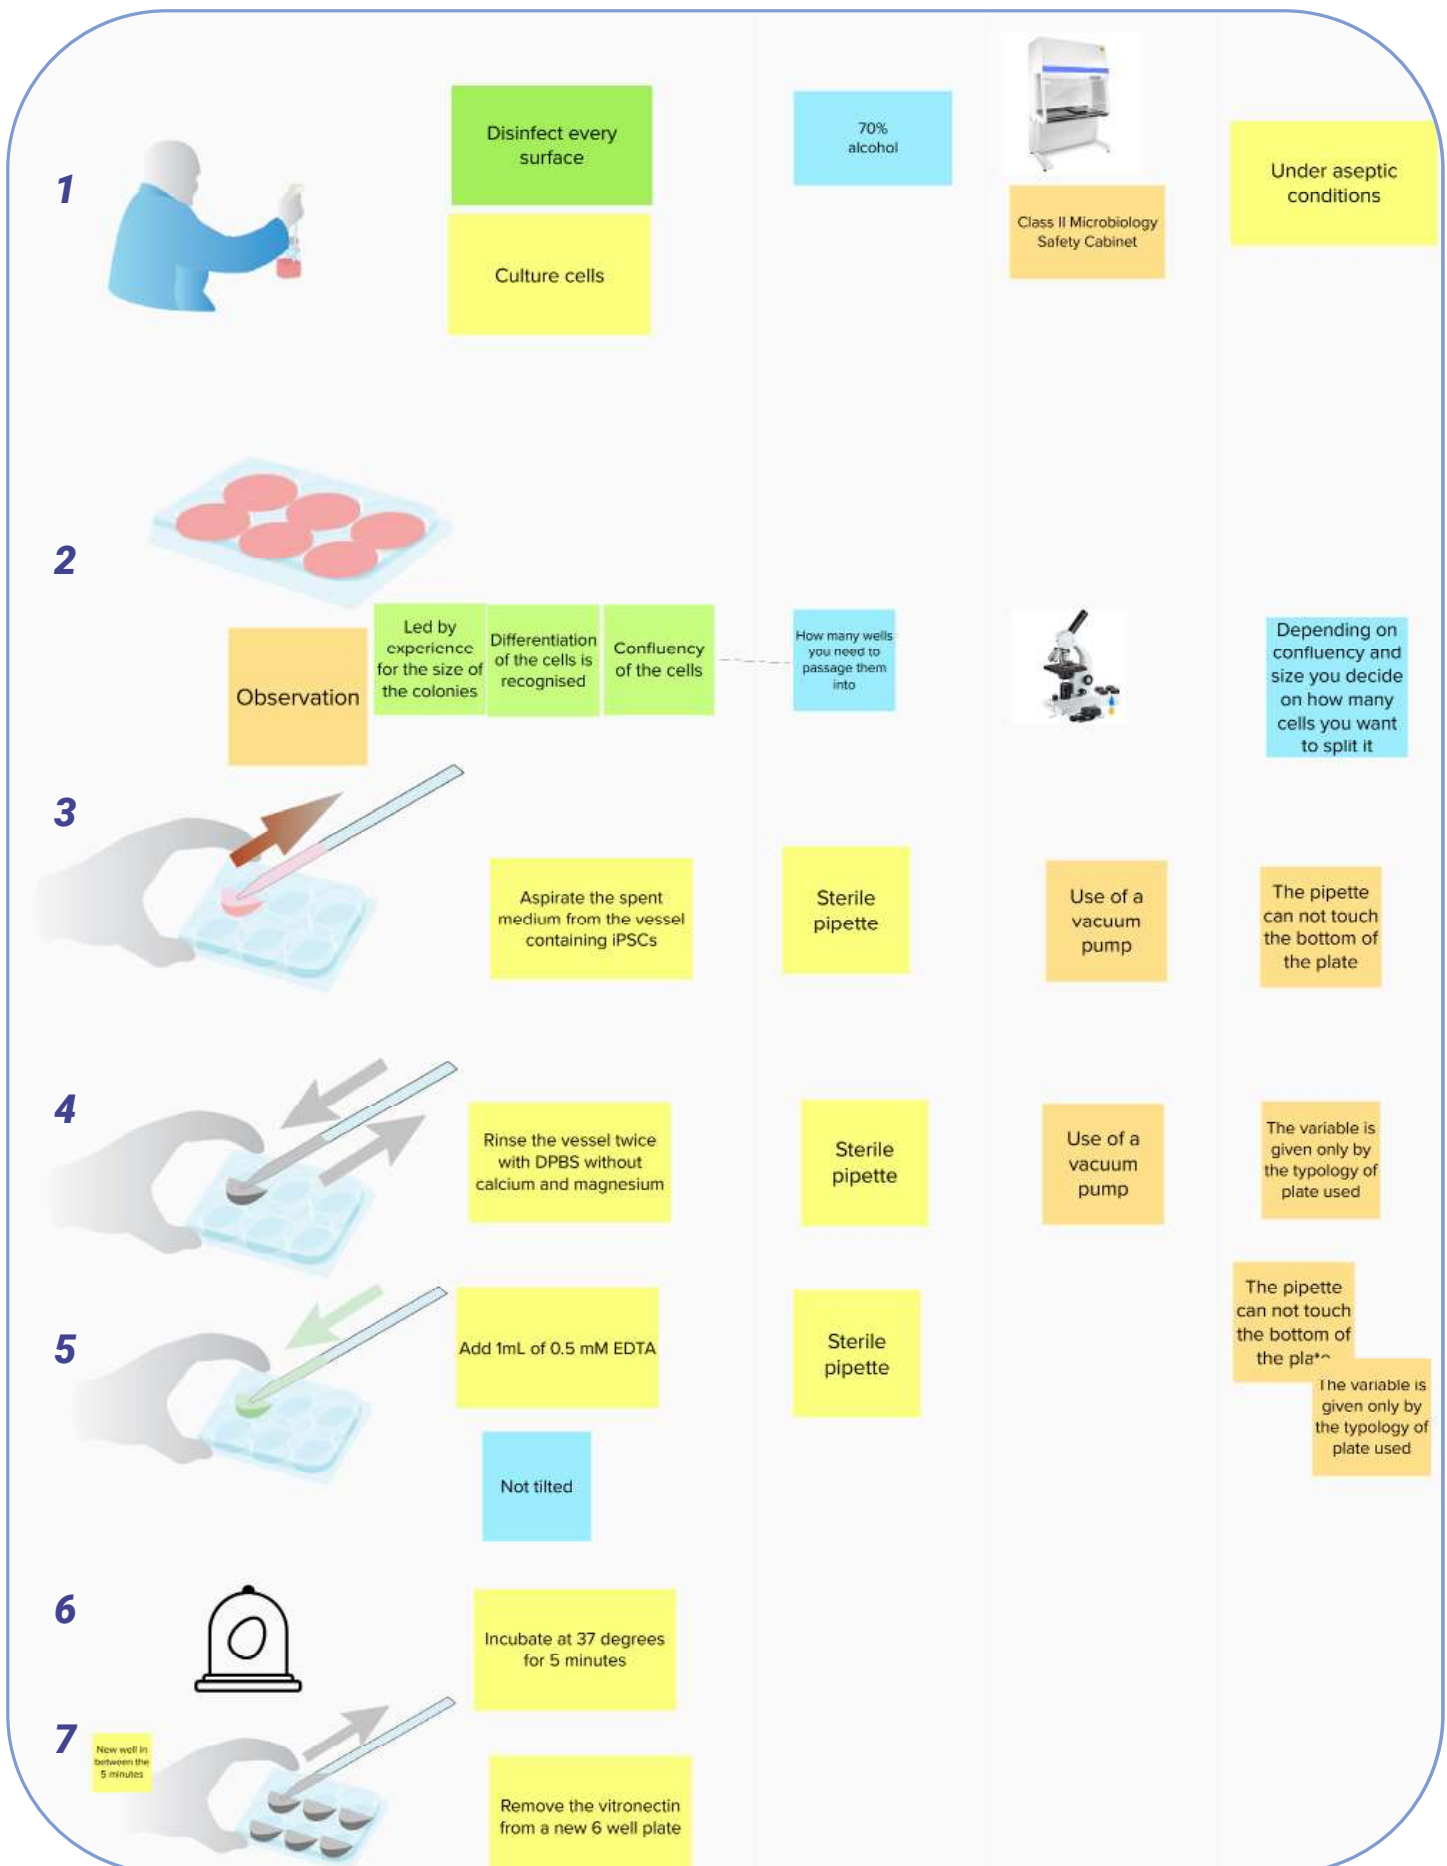 1
Disinfect every
surface
Culture cells
70%
alcohol
Class II Microbiology
Safety Cabinet
Under aseptic
conditions
2
Observation
Led by
experience
for the size of
the colonies
Differentiation
of the cells is
recognised
Confluency
of the cells
How many wells
you need to
passage them
into
Depending on
confluency and
size you decide
on how many
cells you want
to split it
3
Aspirate the spent
medium from the vessel
containing iPSCs
Sterile
pipette
Use of a
vacuum
pump
The pipette
can not touch
the bottom of
the plate
4
Rinse the vessel twice
with DPBS without
calcium and magnesium
Sterile
pipette
Use of a
vacuum
pump
The variable is
given only by
the typology of
plate used
5
Add 1mL of 0.5 mM EDTA
Not tilted
Sterile
pipette
The pipette
can not touch
the bottom of
the plate
The variable is
given only by
the typology of
plate used
6
Incubate at 37 degrees
for 5 minutes
7
New well in
between the
5 minutes
Remove the vitronectin
from a new 6 well plate